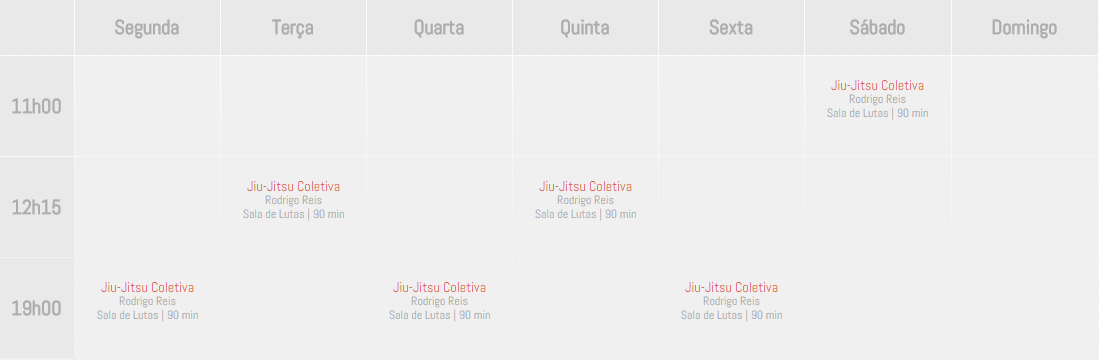 Segunda Terça Quarta Quinta Sexta Sábado Domingo
11h00
Jiu-Jitsu Coletiva
Rodrigo Reis
Sala de Lutas | 90 min
12h15
Jiu-Jitsu Coletiva
Rodrigo Reis
Sala de Lutas | 90 min
Jiu-Jitsu Coletiva
Rodrigo Reis
Sala de Lutas | 90 min
19h00
Jiu-Jitsu Coletiva
Rodrigo Reis
Sala de Lutas | 90 min
Jiu-Jitsu Coletiva
Rodrigo Reis
Sala de Lutas | 90 min
Jiu-Jitsu Coletiva
Rodrigo Reis
Sala de Lutas | 90 min